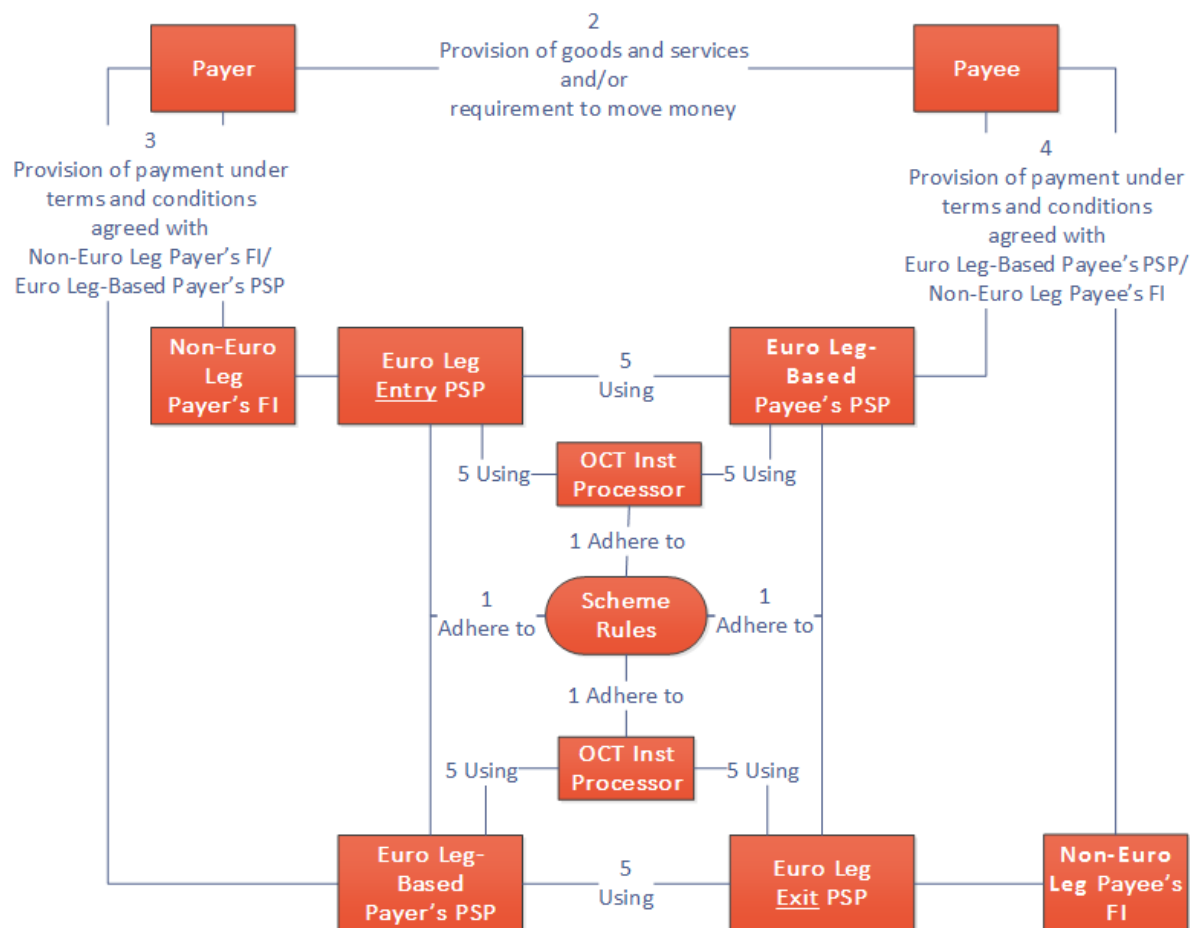 2
Provision of goods and services
and/or
requirement to move money
Payer
Payee
3
Provision of payment under
terms and conditions
agreed with
Non-Euro Leg Payer's FI/
Euro Leg-Based Payer's PSP
4
Provision of payment under
terms and conditions
agreed with
Euro Leg-Based Payee's PSP/
Non-Euro Leg Payee's FI
Non-Euro
Leg
Payer's FI
Euro Leg
Entry PSP
5
Using
Euro Leg-
Based
Payee's PSP
5 Using
OCT Inst
Processor
5 Using
1 Adhere to
1
Adhere to
Scheme
Rules
1
Adhere to
1 Adhere to
5 Using
OCT Inst
Processor
5 Using
Euro Leg-
Based
Payer's PSP
5
Using
Euro Leg
Exit PSP
Non-Euro
Leg Payee's
FI